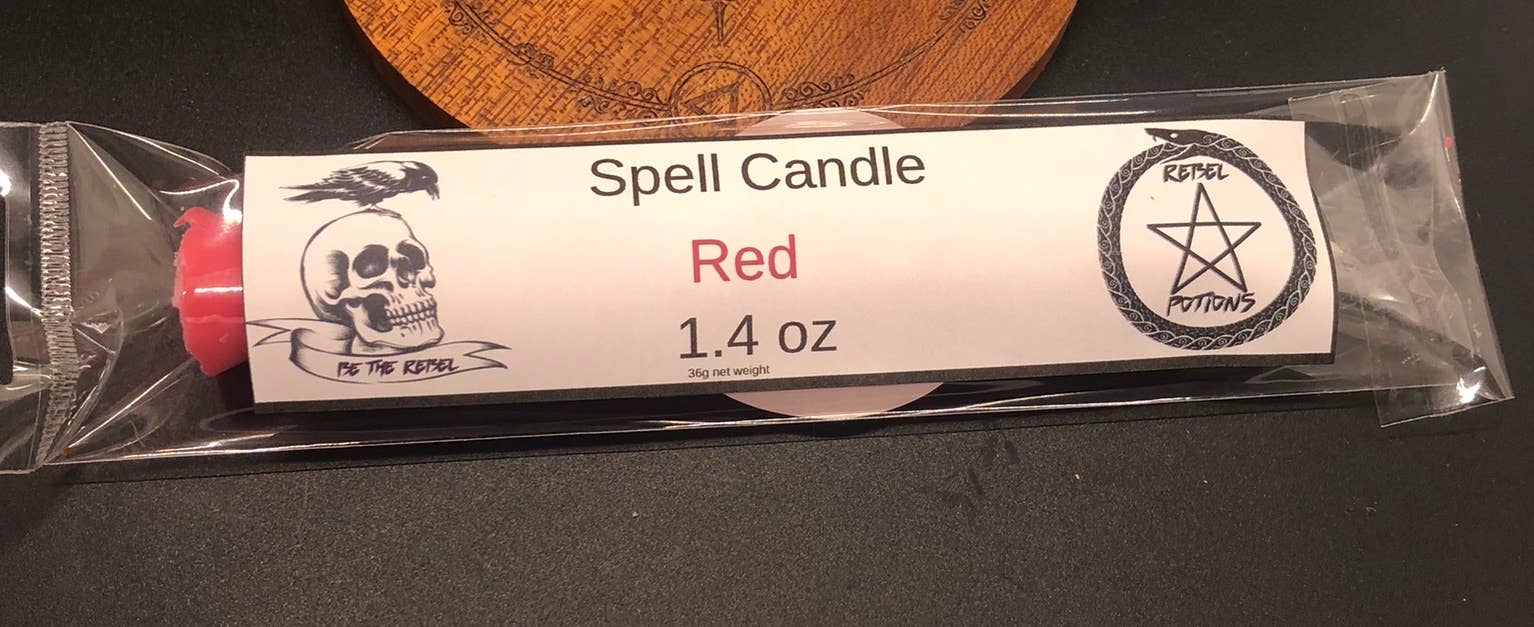 Spell Candle
Red
1.4 oz
36g net weight
BE THE REBEL
REBEL
POTIONS